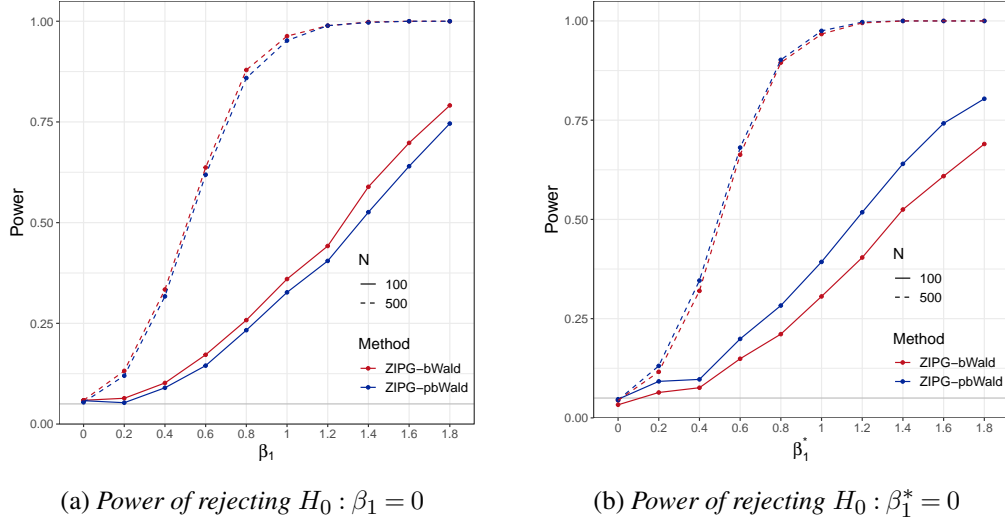 1.00
0.75
0.50
0.25
0.00
Power
0 0.2 0.4 0.6 0.8 1 1.2 1.4 1.6 1.8
β₁
N
100
500
Method
ZIPG−bWald
ZIPG−pbWald
(a) Power of rejecting H₀ : β₁ = 0
1.00
0.75
0.50
0.25
0.00
Power
0 0.2 0.4 0.6 0.8 1 1.2 1.4 1.6 1.8
β₁*
N
100
500
Method
ZIPG−bWald
ZIPG−pbWald
(b) Power of rejecting H₀ : β₁* = 0